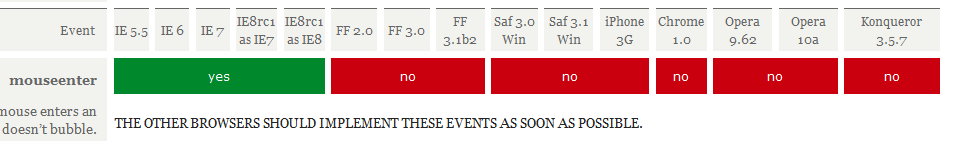 Event IE 5.5 IE 6 IE 7 IE8rc1 as IE7 IE8rc1 as IE8 FF 2.0 FF 3.0 FF 3.1b2 Saf 3.0 Win Saf 3.1 Win iPhone 3G Chrome 1.0 Opera 9.62 Opera 10a Konqueror 3.5.7
mouseenter yes no no no no no
mouse enters an
doesn't bubble.
THE OTHER BROWSERS SHOULD IMPLEMENT THESE EVENTS AS SOON AS POSSIBLE.